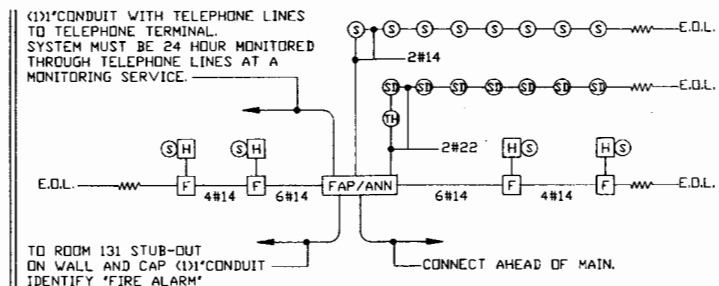 (1)1"CONDUIT WITH TELEPHONE LINES
TO TELEPHONE TERMINAL.
SYSTEM MUST BE 24 HOUR MONITORED
THROUGH TELEPHONE LINES AT A
MONITORING SERVICE.
S S S S S S S S E.O.L.
2#14
SD SD SD SD SD SD SD E.O.L.
TH
2#22
S H S H H S H S
E.O.L. F 4#14 F 6#14 FAP/ANN 6#14 F 4#14 F E.O.L.
TO ROOM 131 STUB-OUT
ON WALL AND CAP (1)1"CONDUIT
IDENTIFY "FIRE ALARM"
CONNECT AHEAD OF MAIN.